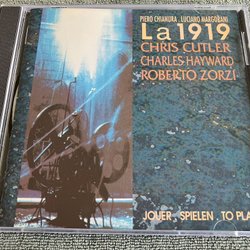 PIERO CHIANURA . LUCIANO MARGORANI
La 1919
CHRIS CUTLER
CHARLES HAYWARD
ROBERTO ZORZI
JOUER . SPIELEN . TO PLA